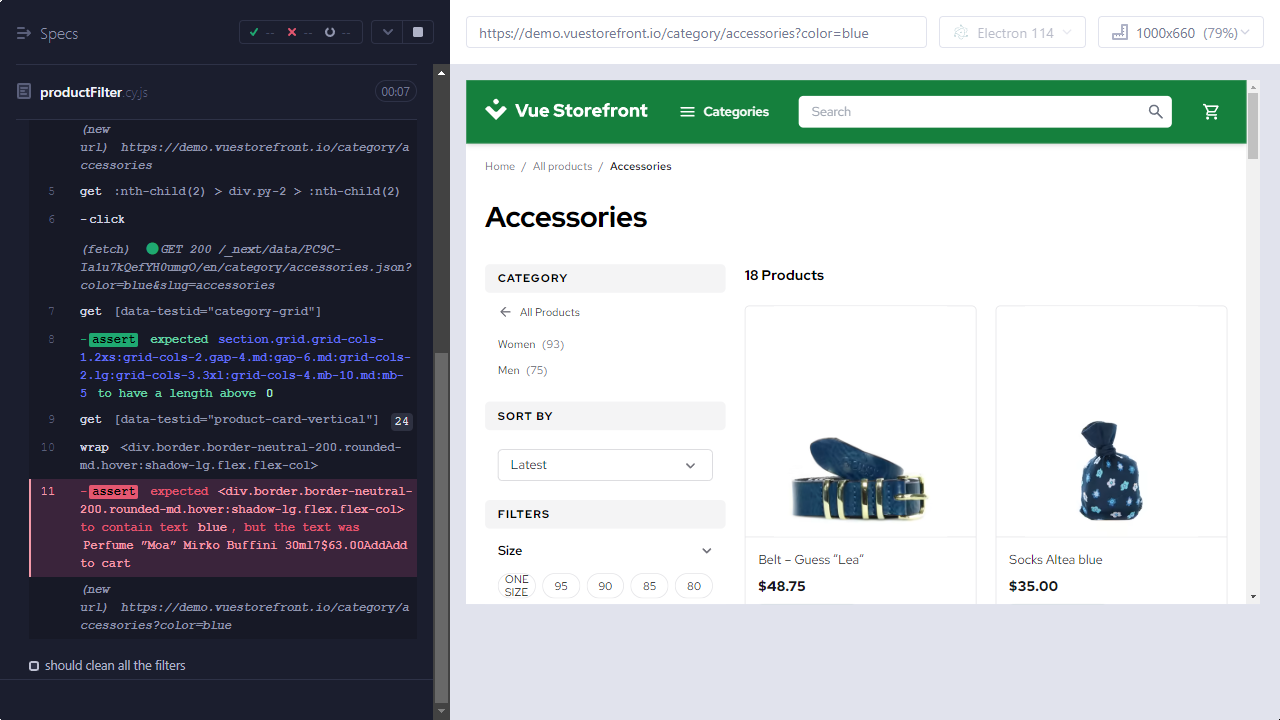 Specs
--
--
--
productFilter.cy.js
00:07
(new
url) https://demo.vuestorefront.io/category/a
ccessories
5 get :nth-child(2) > div.py-2 > :nth-child(2)
6 -click
(fetch) GET 200 /_next/data/PC9C-
Ia1u7kQefYH0umgO/en/category/accessories.json?
color=blue&slug=accessories
7 get [data-testid="category-grid"]
8 -assert expected section.grid.grid-cols-
1.2xs:grid-cols-2.gap-4.md:gap-6.md:grid-cols-
2.lg:grid-cols-3.3xl:grid-cols-4.mb-10.md:mb-
5 to have a length above 0
9 get [data-testid="product-card-vertical"] 24
10 wrap <div.border.border-neutral-200.rounded-
md.hover:shadow-lg.flex.flex-col>
11 -assert expected <div.border.border-neutral-
200.rounded-md.hover:shadow-lg.flex.flex-col>
to contain text blue, but the text was
Perfume ”Moa” Mirko Buffini 30ml7$63.00AddAdd
to cart
(new
url) https://demo.vuestorefront.io/category/a
ccessories?color=blue
should clean all the filters
https://demo.vuestorefront.io/category/accessories?color=blue
Electron 114
1000x660 (79%)
Vue Storefront
Categories
Search
Home / All products / Accessories
Accessories
CATEGORY
All Products
Women (93)
Men (75)
SORT BY
Latest
FILTERS
Size
ONE SIZE
95
90
85
80
18 Products
Belt – Guess ”Lea”
$48.75
Socks Altea blue
$35.00